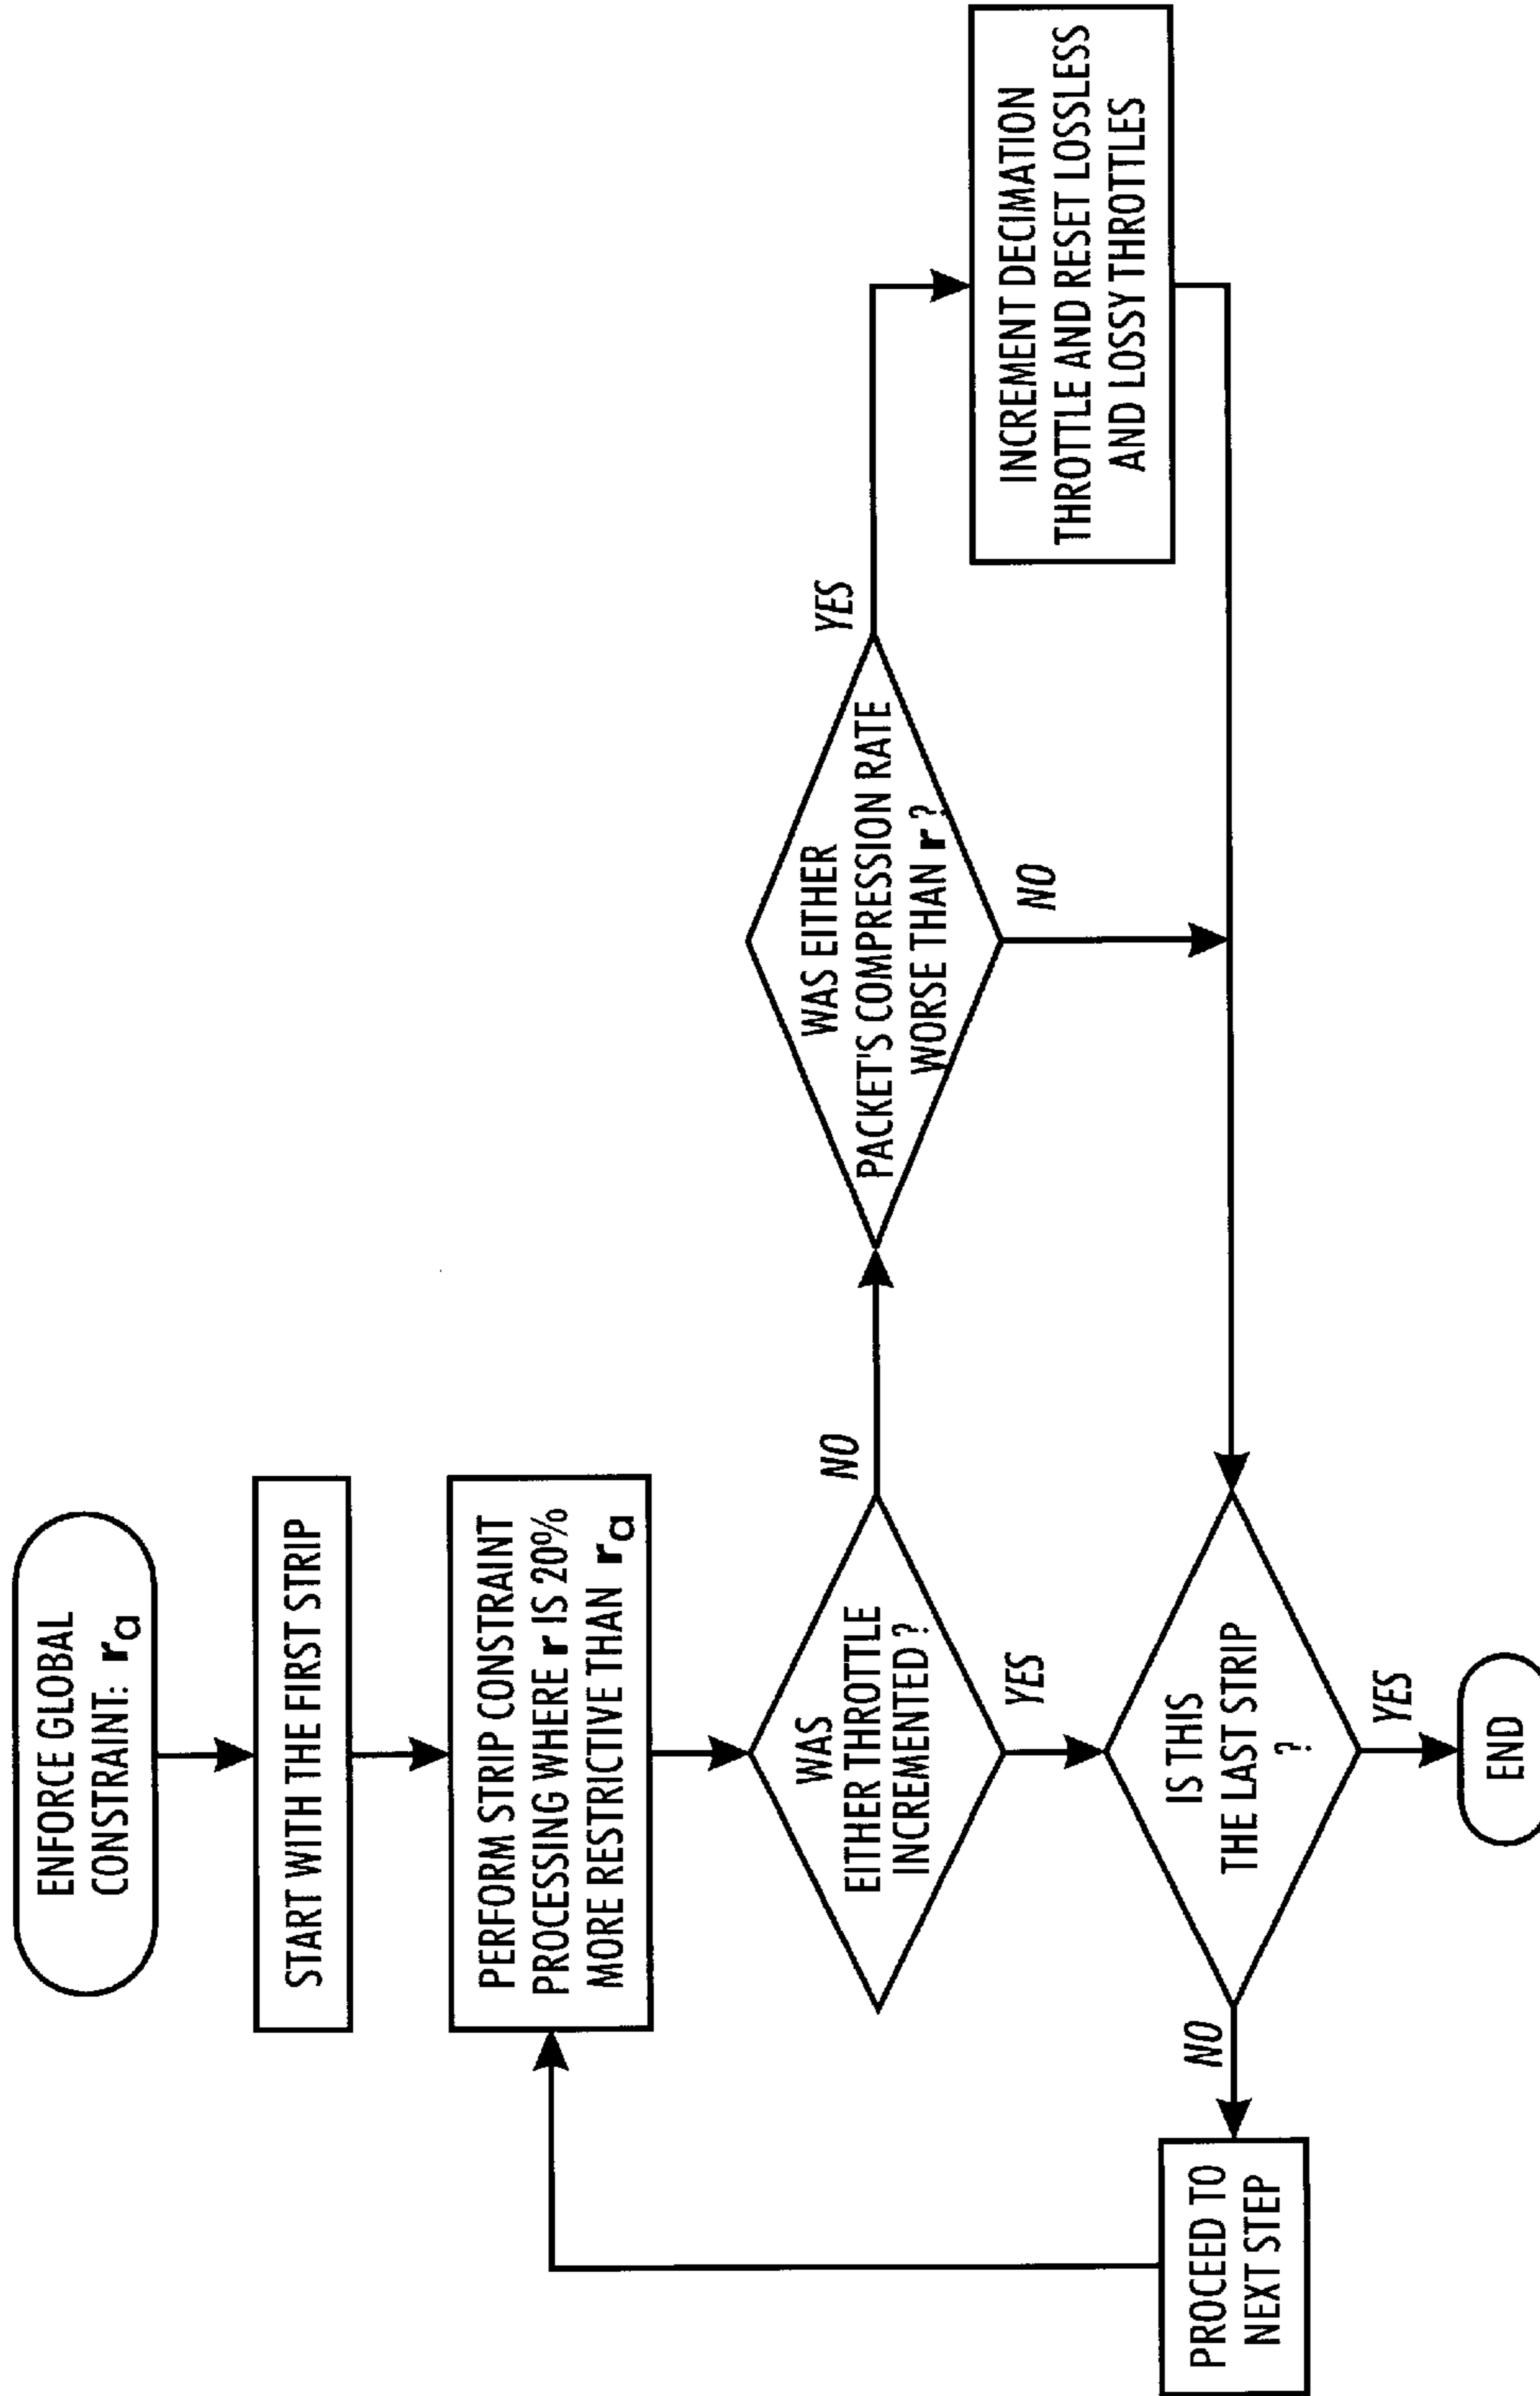 ENFORCE GLOBAL
CONSTRAINT: ra
START WITH THE FIRST STRIP
PERFORM STRIP CONSTRAINT
PROCESSING WHERE r IS 20%
MORE RESTRICTIVE THAN ra
WAS
EITHER THROTTLE
INCREMENTED ?
NO
YES
WAS EITHER
PACKET'S COMPRESSION RATE
WORSE THAN r ?
YES
NO
INCREMENT DECIMATION
THROTTLE AND RESET LOSSLESS
AND LOSSY THROTTLES
IS THIS
THE LAST STRIP
?
NO
YES
PROCEED TO
NEXT STEP
END